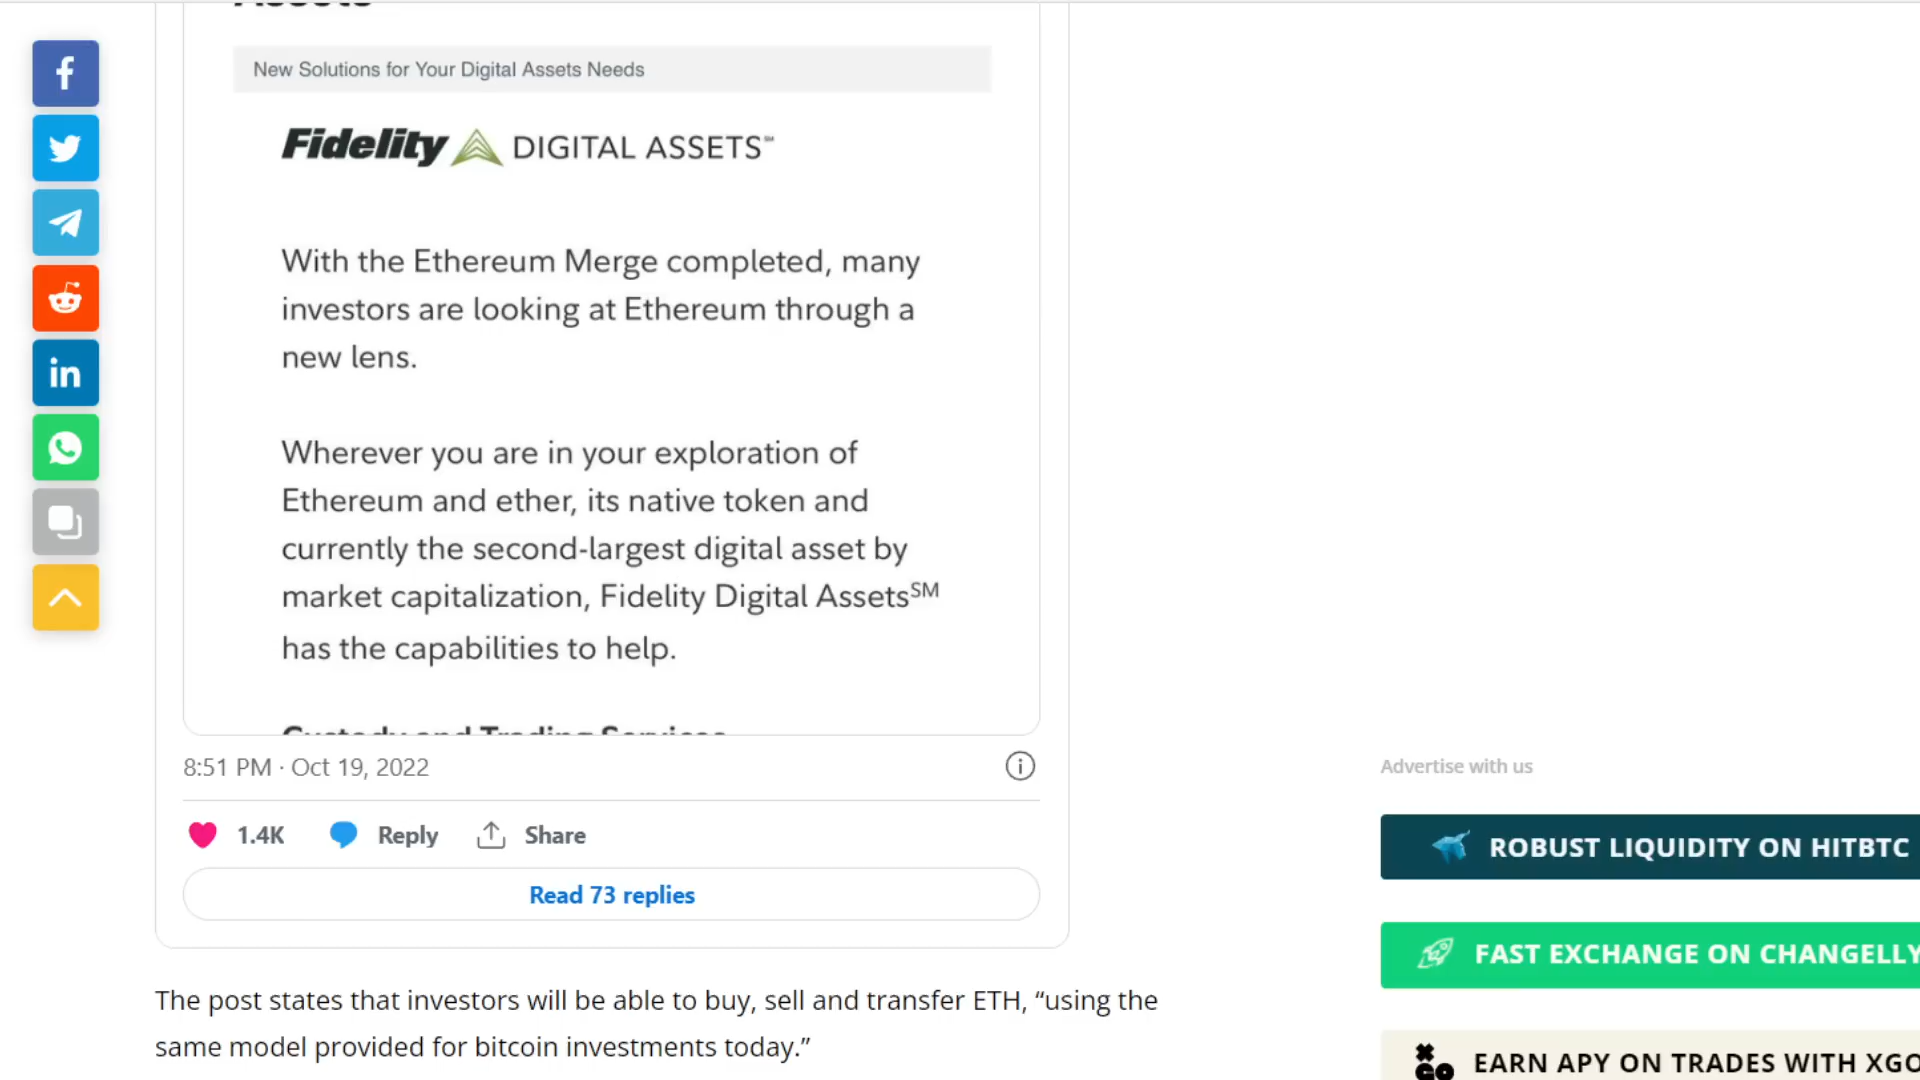 New Solutions for Your Digital Assets Needs
Fidelity DIGITAL ASSETS℠
With the Ethereum Merge completed, many
investors are looking at Ethereum through a
new lens.
Wherever you are in your exploration of
Ethereum and ether, its native token and
currently the second-largest digital asset by
market capitalization, Fidelity Digital Assets℠
has the capabilities to help.
Custody and Trading Services
8:51 PM · Oct 19, 2022
1.4K Reply Share
Read 73 replies
The post states that investors will be able to buy, sell and transfer ETH, “using the
same model provided for bitcoin investments today.”
Advertise with us
ROBUST LIQUIDITY ON HITBTC
FAST EXCHANGE ON CHANGELLY
EARN APY ON TRADES WITH XGO